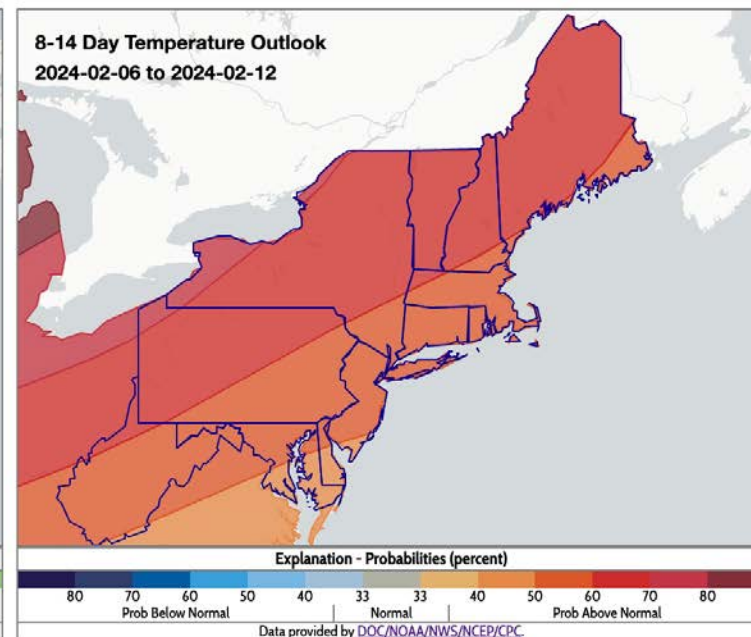 8-14 Day Temperature Outlook
2024-02-06 to 2024-02-12
Explanation - Probabilities (percent)
80 70 60 50 40 33 33 40 50 60 70 80
Prob Below Normal Normal Prob Above Normal
Data provided by DOC/NOAA/NWS/NCEP/CPC.